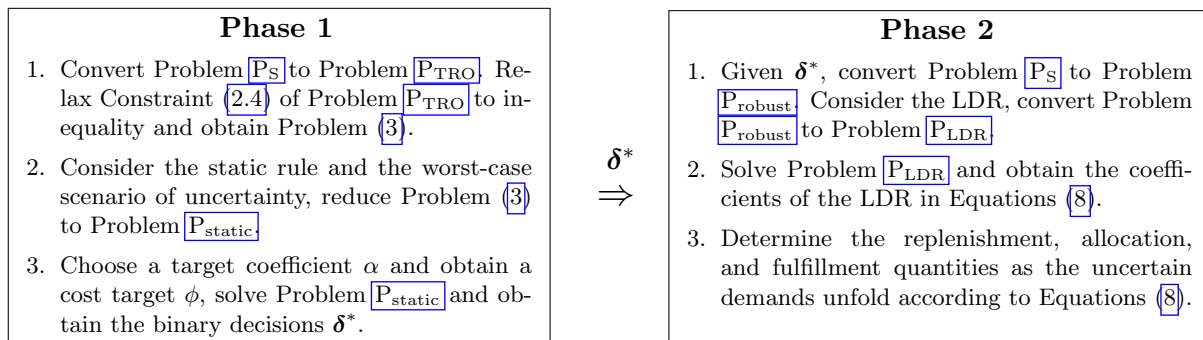 Phase 1
1. Convert Problem P_S to Problem P_TRO. Re-
lax Constraint (2.4) of Problem P_TRO to in-
equality and obtain Problem (3).
2. Consider the static rule and the worst-case
scenario of uncertainty, reduce Problem (3)
to Problem P_static.
3. Choose a target coefficient α and obtain a
cost target ϕ, solve Problem P_static and ob-
tain the binary decisions δ*.
δ*
⇒
Phase 2
1. Given δ*, convert Problem P_S to Problem
P_robust. Consider the LDR, convert Problem
P_robust to Problem P_LDR.
2. Solve Problem P_LDR and obtain the coeffi-
cients of the LDR in Equations (8).
3. Determine the replenishment, allocation,
and fulfillment quantities as the uncertain
demands unfold according to Equations (8).